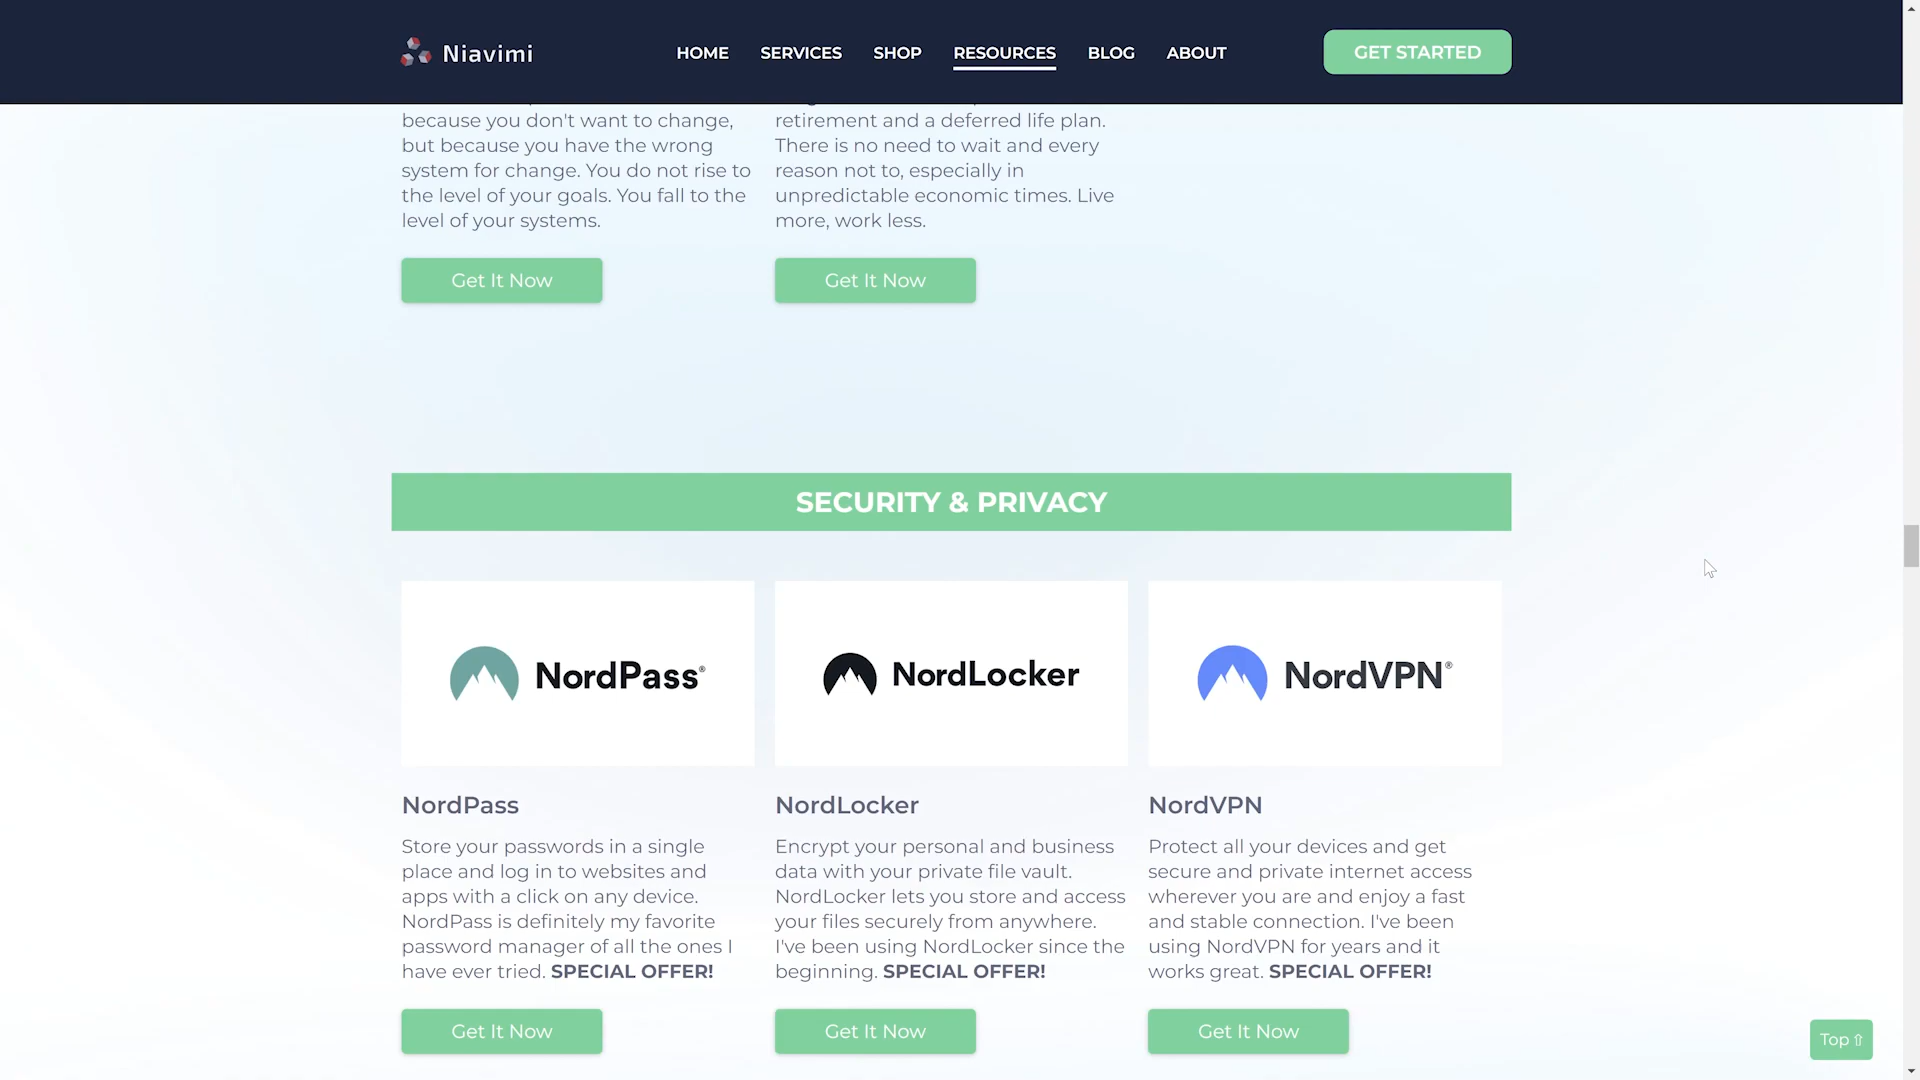 Niavimi
HOME
SERVICES
SHOP
RESOURCES
BLOG
ABOUT
GET STARTED
because you don't want to change,
but because you have the wrong
system for change. You do not rise to
the level of your goals. You fall to the
level of your systems.
Get It Now
retirement and a deferred life plan.
There is no need to wait and every
reason not to, especially in
unpredictable economic times. Live
more, work less.
Get It Now
SECURITY & PRIVACY
NordPass®
NordLocker
NordVPN®
NordPass
Store your passwords in a single
place and log in to websites and
apps with a click on any device.
NordPass is definitely my favorite
password manager of all the ones I
have ever tried. SPECIAL OFFER!
Get It Now
NordLocker
Encrypt your personal and business
data with your private file vault.
NordLocker lets you store and access
your files securely from anywhere.
I've been using NordLocker since the
beginning. SPECIAL OFFER!
Get It Now
NordVPN
Protect all your devices and get
secure and private internet access
wherever you are and enjoy a fast
and stable connection. I've been
using NordVPN for years and it
works great. SPECIAL OFFER!
Get It Now
Top ⇧